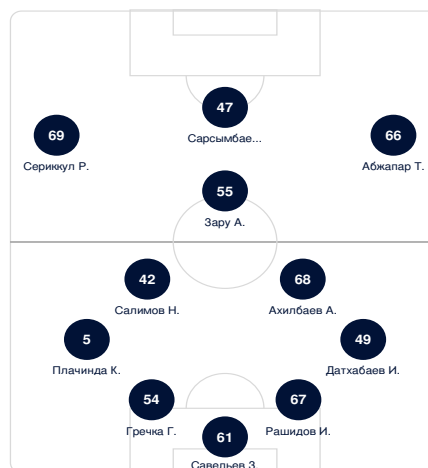 47
Сарсымбае...
69
66
Сериккул Р.
Абжапар Т.
55
Зару А.
42
68
Салимов Н.
Ахилбаев А.
5
49
Плачинда К.
Датхабаев И.
54
67
Гречка Г.
Рашидов И.
61
Савельев З.